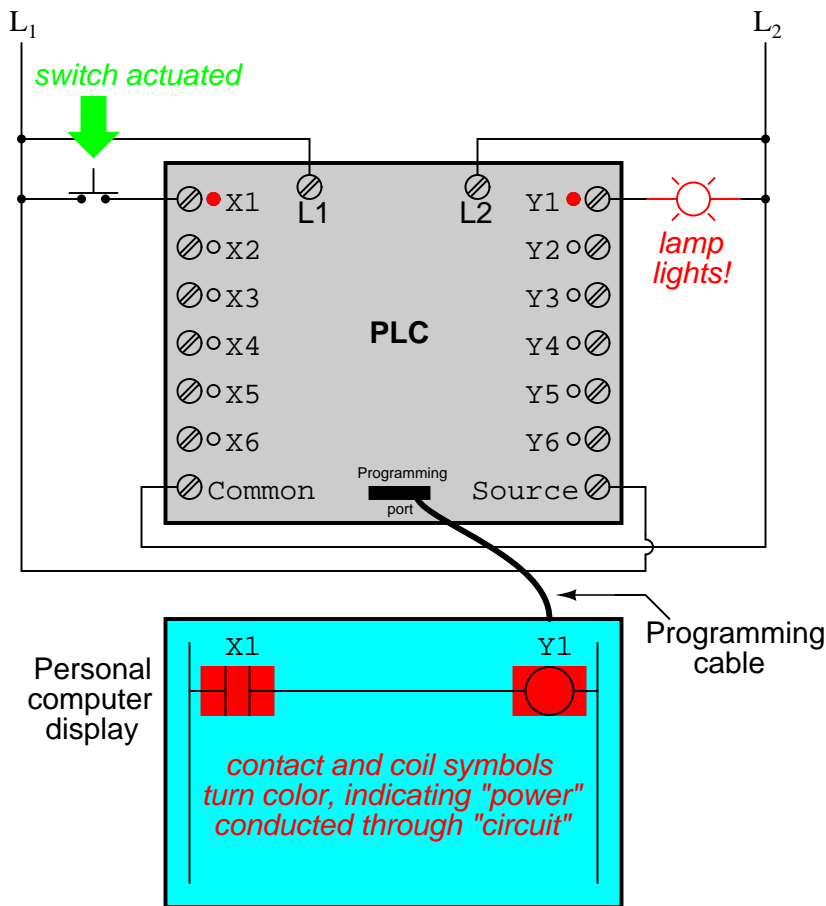 L1
L2
switch actuated
X1
L1
L2
Y1
X2
Y2
lamp
lights!
X3
Y3
PLC
X4
Y4
X5
Y5
X6
Y6
Common
Programming
port
Source
Programming
cable
X1
Y1
Personal
computer
display
contact and coil symbols
turn color, indicating "power"
conducted through "circuit"